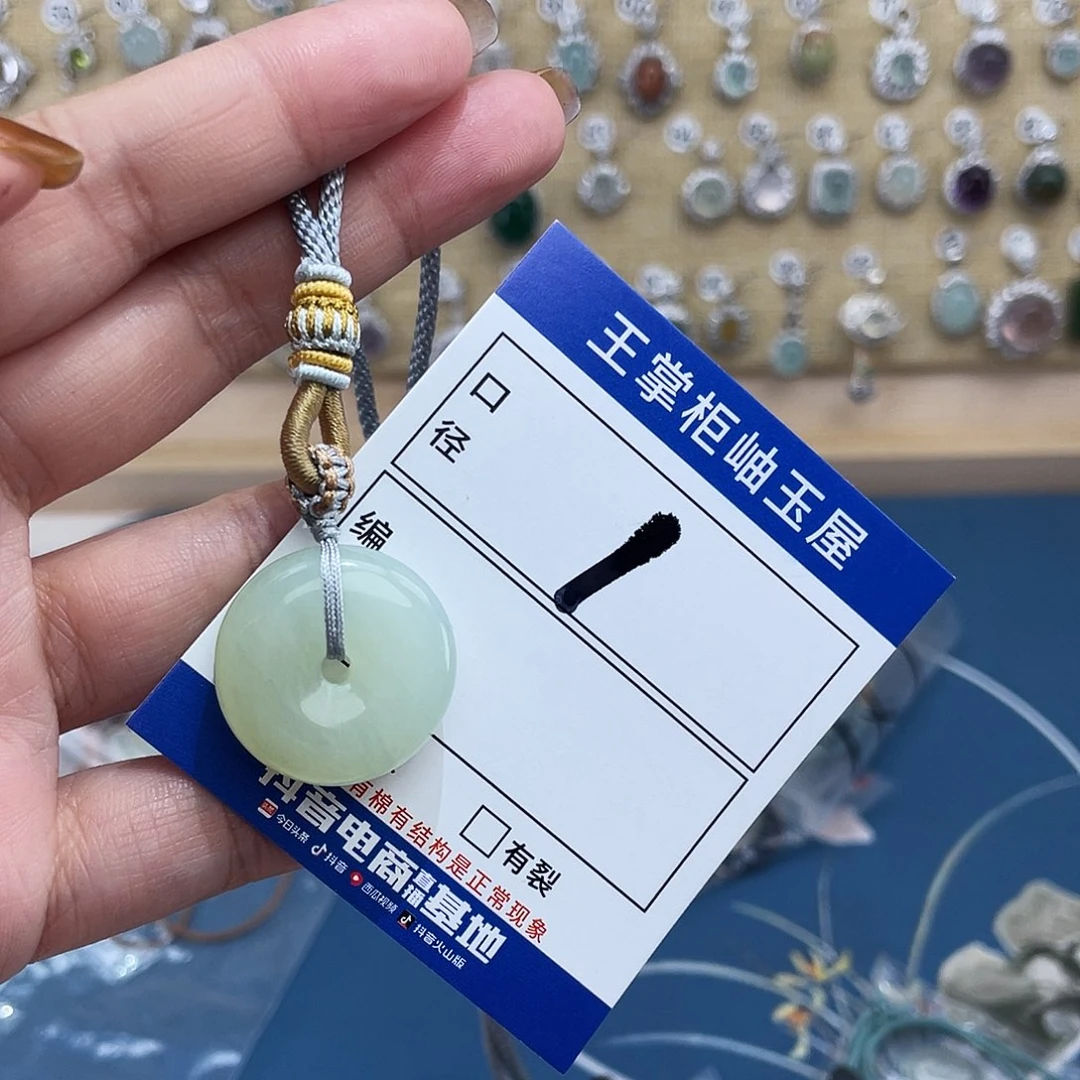 王掌柜岫玉屋
口径
1
编
有裂
有棉有结构是正常现象
抖音电商直播基地
今日头条 抖音 西瓜视频 抖音火山版